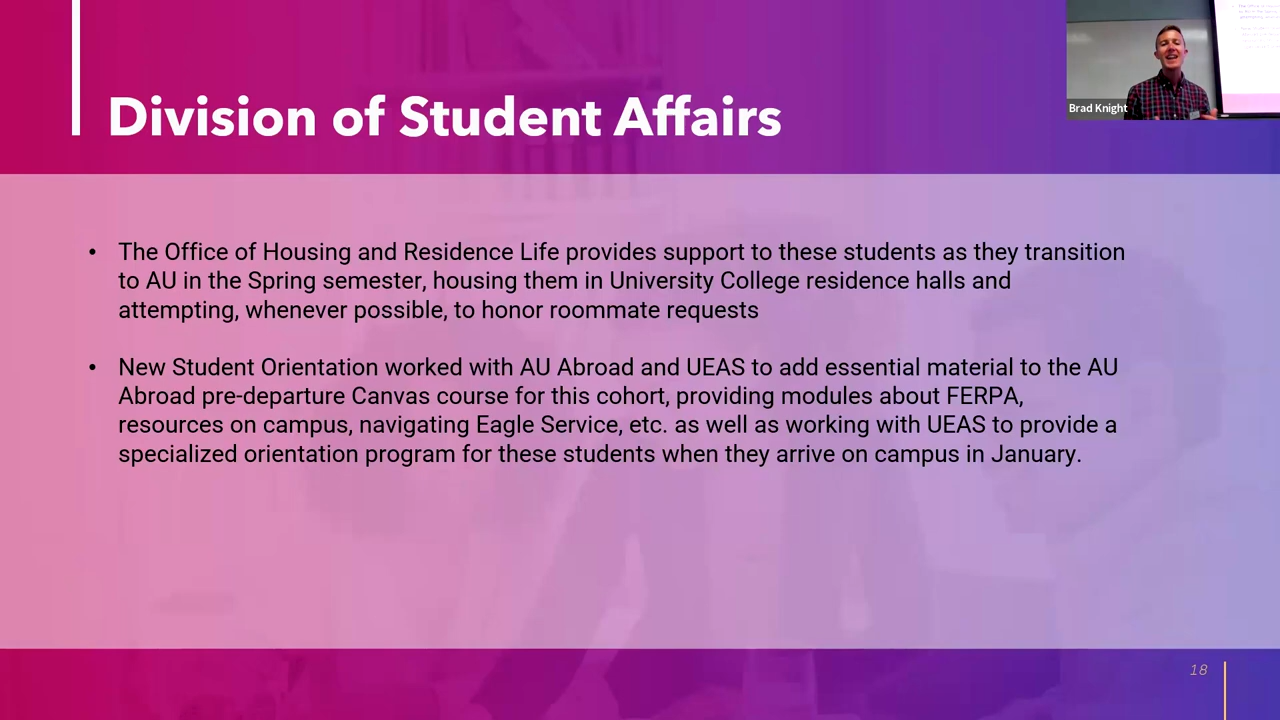 Division of Student Affairs
Brad Knight
• The Office of Housing and Residence Life provides support to these students as they transition
to AU in the Spring semester, housing them in University College residence halls and
attempting, whenever possible, to honor roommate requests
• New Student Orientation worked with AU Abroad and UEAS to add essential material to the AU
Abroad pre-departure Canvas course for this cohort, providing modules about FERPA,
resources on campus, navigating Eagle Service, etc. as well as working with UEAS to provide a
specialized orientation program for these students when they arrive on campus in January.
18